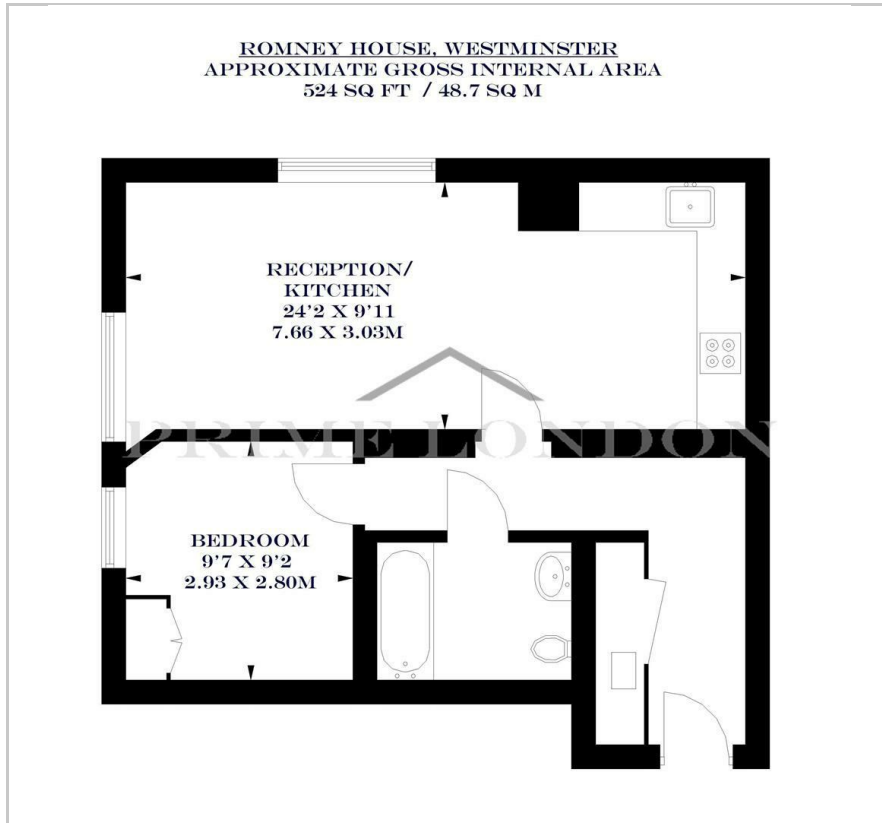 ROMNEY HOUSE, WESTMINSTER
APPROXIMATE GROSS INTERNAL AREA
524 SQ FT / 48.7 SQ M
RECEPTION/
KITCHEN
24'2 X 9'11
7.66 X 3.03M
PRIME LONDON
BEDROOM
9'7 X 9'2
2.93 X 2.80M